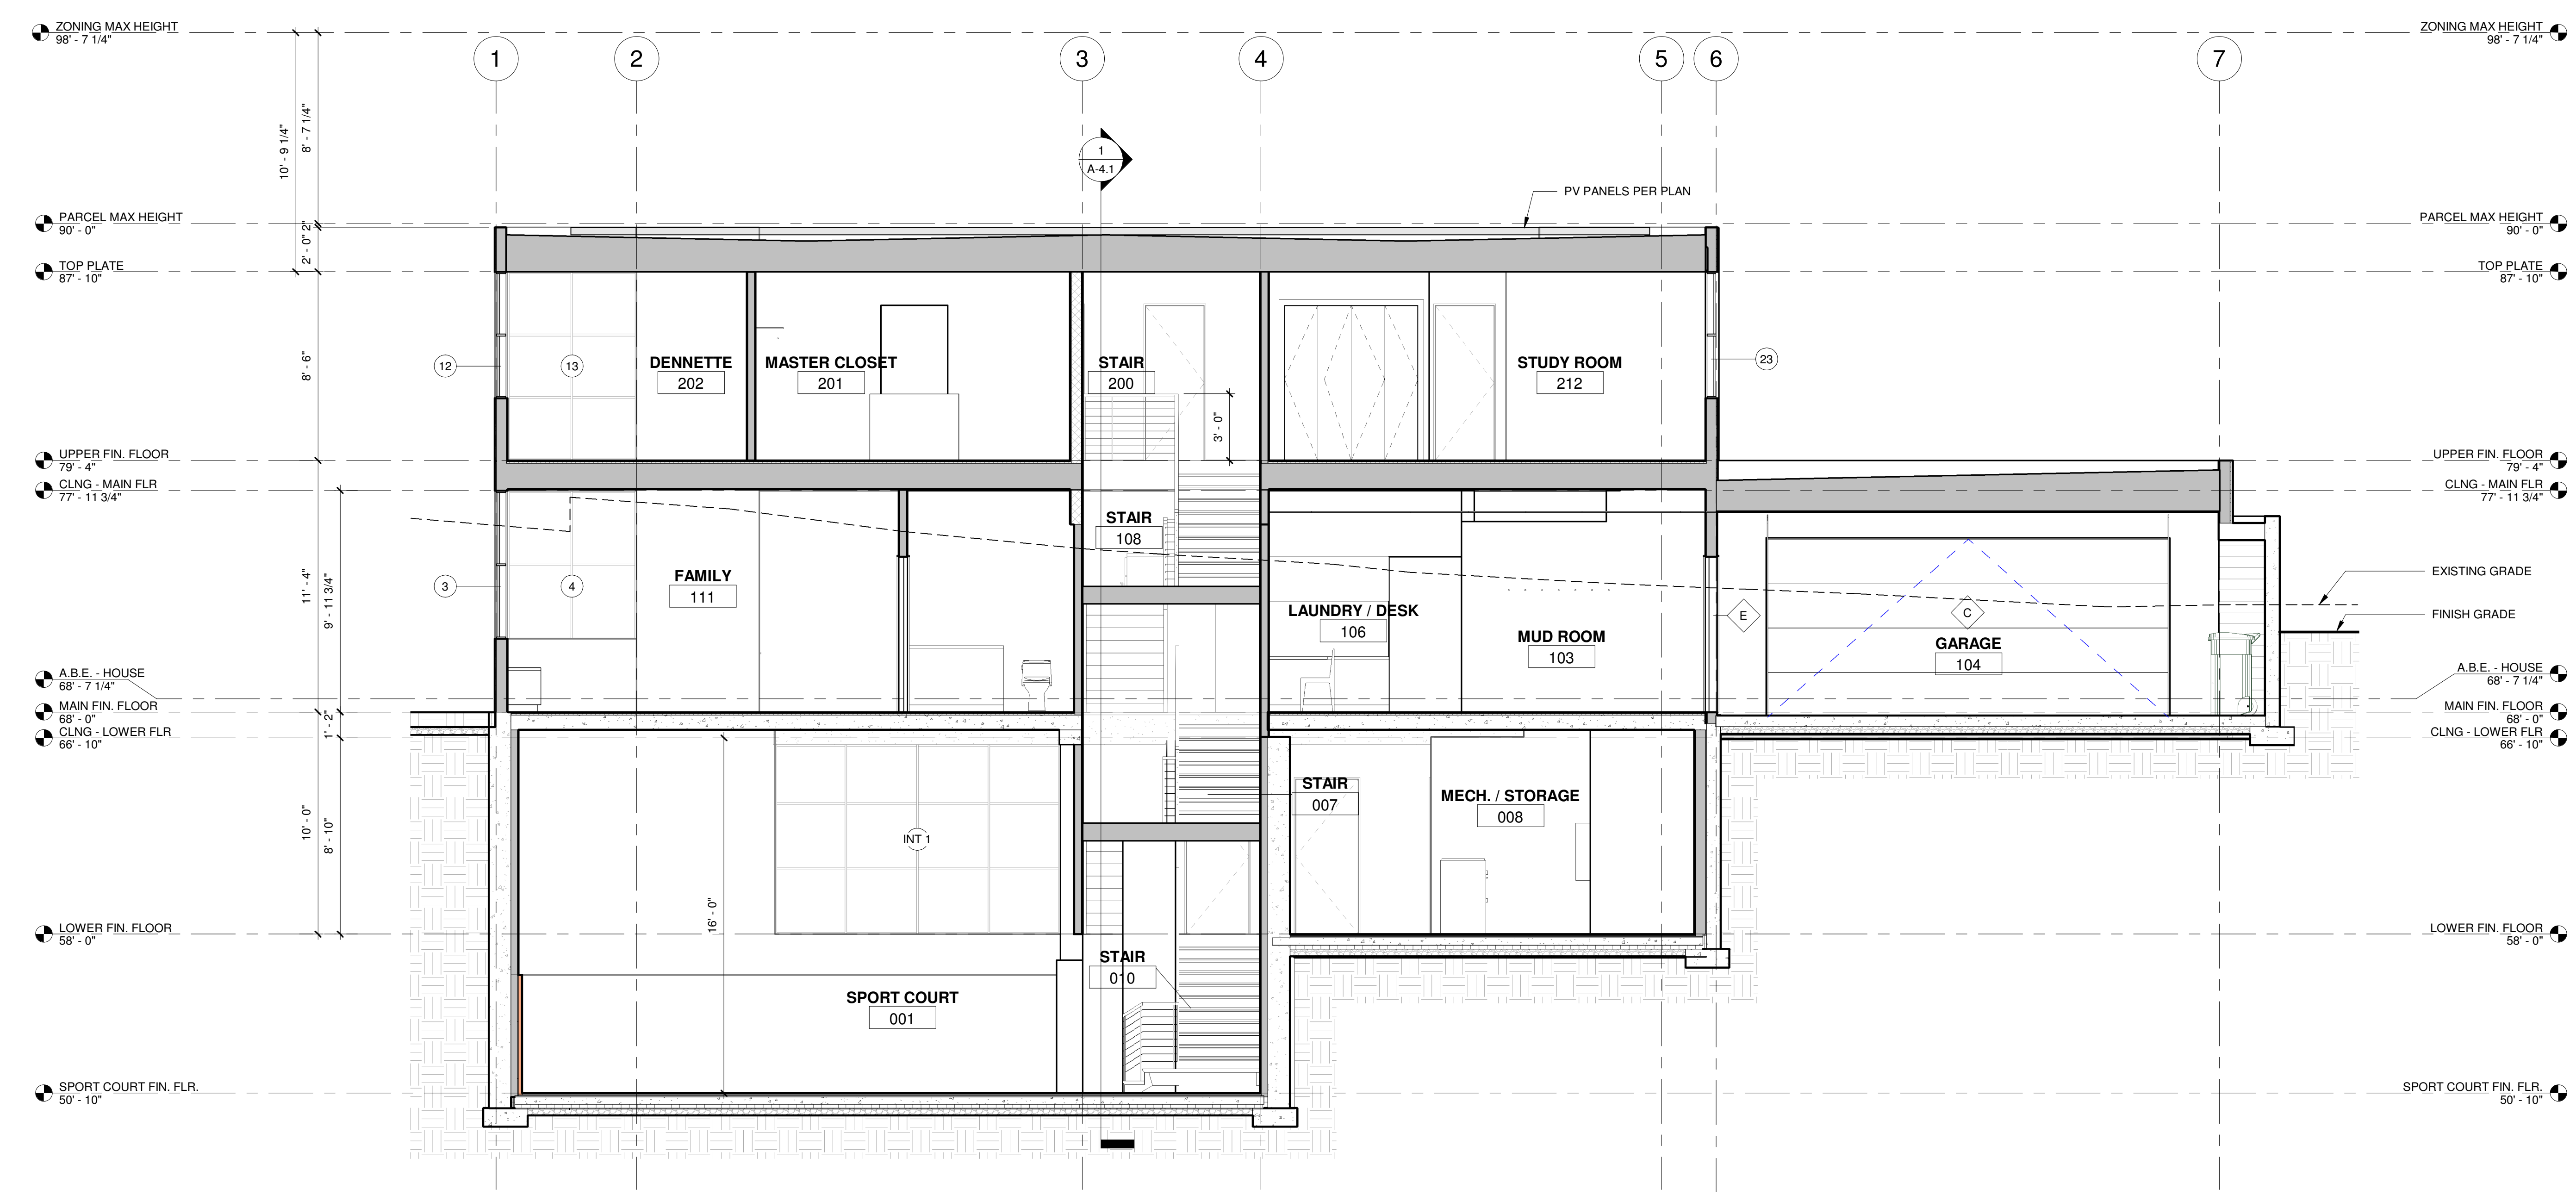 ZONING MAX HEIGHT
98' - 7 1/4"
ZONING MAX HEIGHT
98' - 7 1/4"
1
2
3
4
5
6
7
10' - 9 1/4"
8' - 7 1/4"
1
A-4.1
PV PANELS PER PLAN
PARCEL MAX HEIGHT
90' - 0"
PARCEL MAX HEIGHT
90' - 0"
2"
2' - 0"
TOP PLATE
87' - 10"
TOP PLATE
87' - 10"
8' - 6"
12
13
DENNETTE
202
MASTER CLOSET
201
STAIR
200
3' - 0"
STUDY ROOM
212
23
UPPER FIN. FLOOR
79' - 4"
UPPER FIN. FLOOR
79' - 4"
CLNG - MAIN FLR
77' - 11 3/4"
CLNG - MAIN FLR
77' - 11 3/4"
STAIR
108
11' - 4"
9' - 11 3/4"
3
4
FAMILY
111
LAUNDRY / DESK
106
MUD ROOM
103
E
C
GARAGE
104
EXISTING GRADE
FINISH GRADE
A.B.E. - HOUSE
68' - 7 1/4"
A.B.E. - HOUSE
68' - 7 1/4"
MAIN FIN. FLOOR
68' - 0"
MAIN FIN. FLOOR
68' - 0"
1' - 2"
CLNG - LOWER FLR
66' - 10"
CLNG - LOWER FLR
66' - 10"
10' - 0"
8' - 10"
INT 1
STAIR
007
MECH. / STORAGE
008
16' - 0"
LOWER FIN. FLOOR
58' - 0"
LOWER FIN. FLOOR
58' - 0"
STAIR
010
SPORT COURT
001
SPORT COURT FIN. FLR.
50' - 10"
SPORT COURT FIN. FLR.
50' - 10"